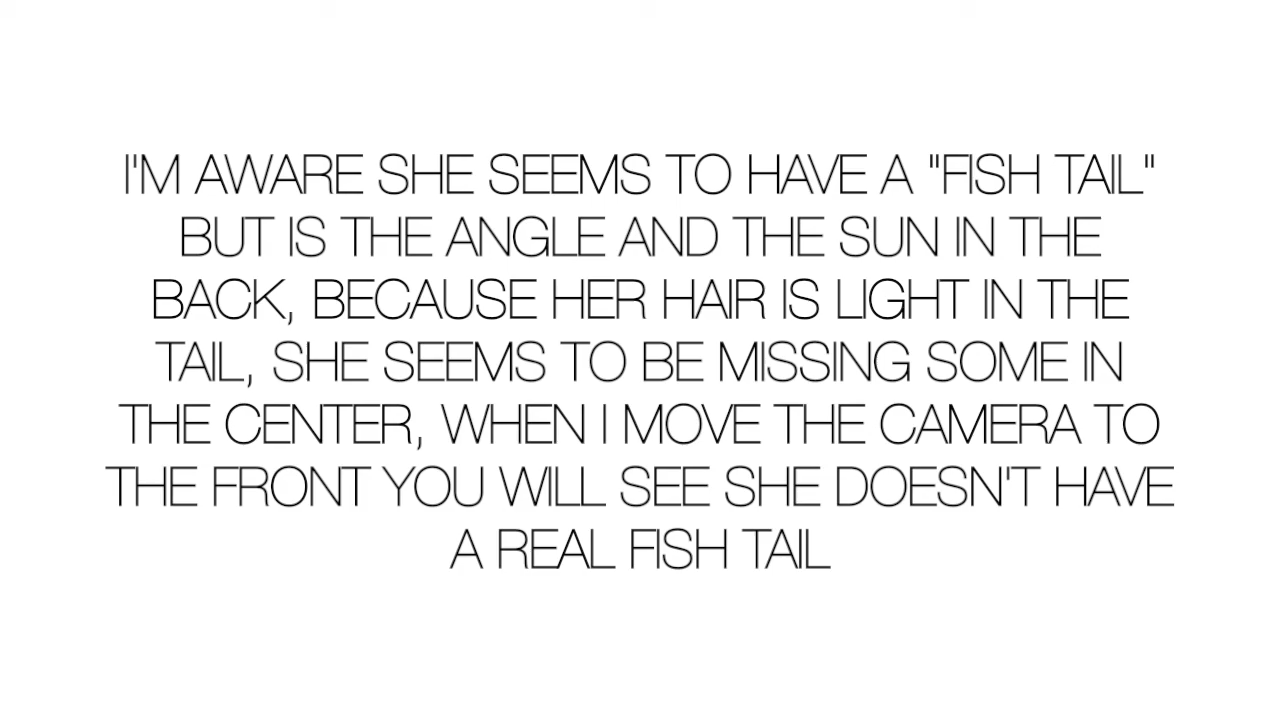 I'M AWARE SHE SEEMS TO HAVE A "FISH TAIL"
BUT IS THE ANGLE AND THE SUN IN THE
BACK, BECAUSE HER HAIR IS LIGHT IN THE
TAIL, SHE SEEMS TO BE MISSING SOME IN
THE CENTER, WHEN I MOVE THE CAMERA TO
THE FRONT YOU WILL SEE SHE DOESN'T HAVE
A REAL FISH TAIL